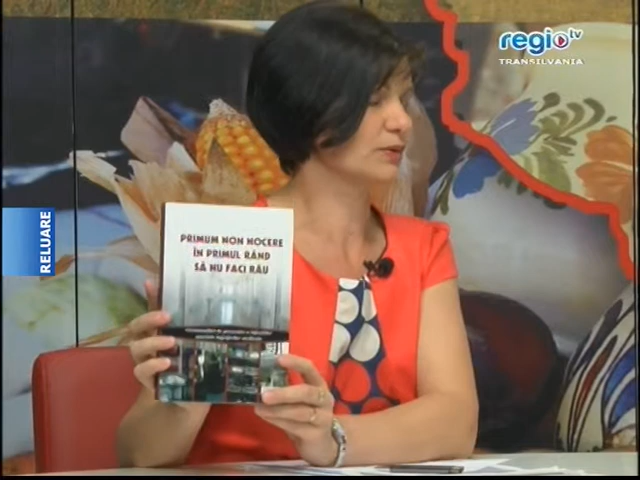 regio tv
TRANSILVANIA
RELUARE
PRIMUM NON NOCERE
ÎN PRIMUL RÂND
SĂ NU FACI RĂU